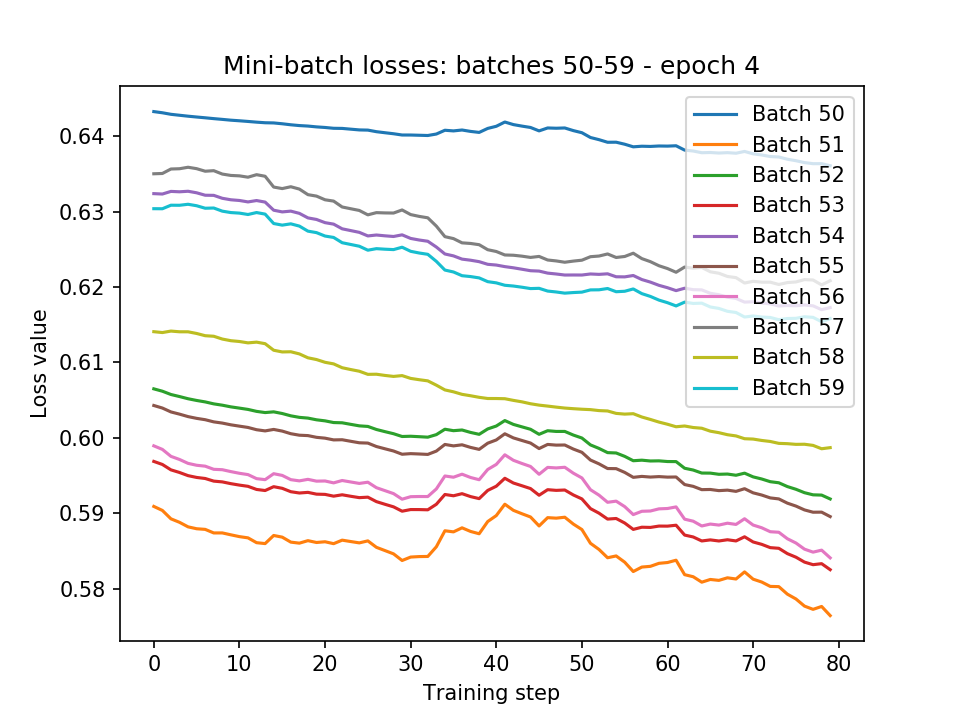 Mini-batch losses: batches 50-59 - epoch 4
Loss value
0.64
0.63
0.62
0.61
0.60
0.59
0.58
Batch 50
Batch 51
Batch 52
Batch 53
Batch 54
Batch 55
Batch 56
Batch 57
Batch 58
Batch 59
0 10 20 30 40 50 60 70 80
Training step